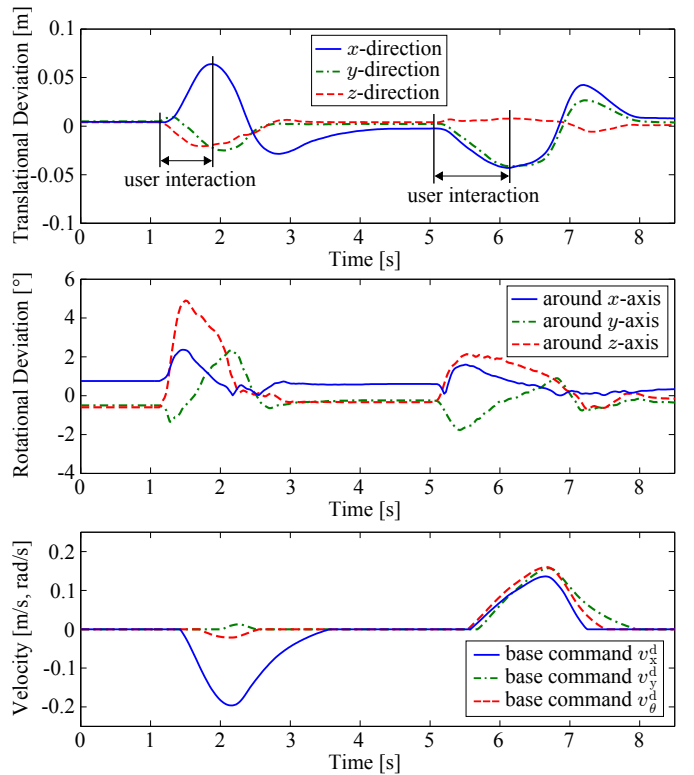 Translational Deviation [m]
0.1
0.05
0
-0.05
-0.1
x-direction
y-direction
z-direction
user interaction
user interaction
0 1 2 3 4 5 6 7 8
Time [s]
Rotational Deviation [°]
6
4
2
0
-2
-4
around x-axis
around y-axis
around z-axis
0 1 2 3 4 5 6 7 8
Time [s]
Velocity [m/s, rad/s]
0.2
0.1
0
-0.1
-0.2
base command v_x^d
base command v_y^d
base command v_θ^d
0 1 2 3 4 5 6 7 8
Time [s]